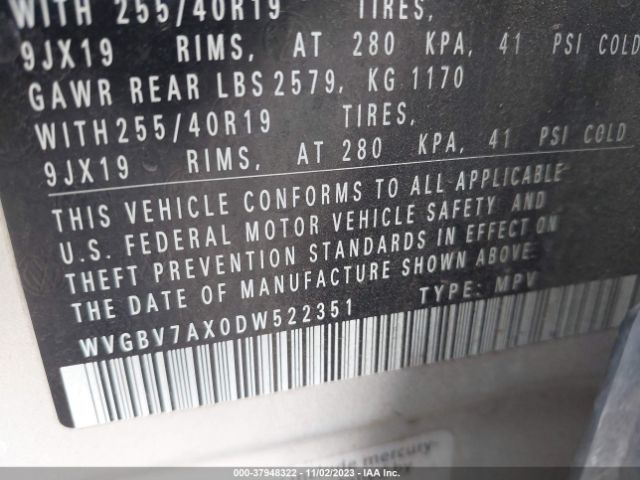 WITH 255/40R19 TIRES,
9JX19 RIMS, AT 280 KPA, 41 PSI COLD
GAWR REAR LBS 2579, KG 1170
WITH 255/40R19 TIRES,
9JX19 RIMS, AT 280 KPA, 41 PSI COLD
THIS VEHICLE CONFORMS TO ALL APPLICABLE
U.S. FEDERAL MOTOR VEHICLE SAFETY AND
THEFT PREVENTION STANDARDS IN EFFECT ON
THE DATE OF MANUFACTURE SHOWN ABOVE.
WVGBV7AX0DW522351 TYPE: MPV
mercury
000-37948322 - 11/02/2023 - IAA Inc.